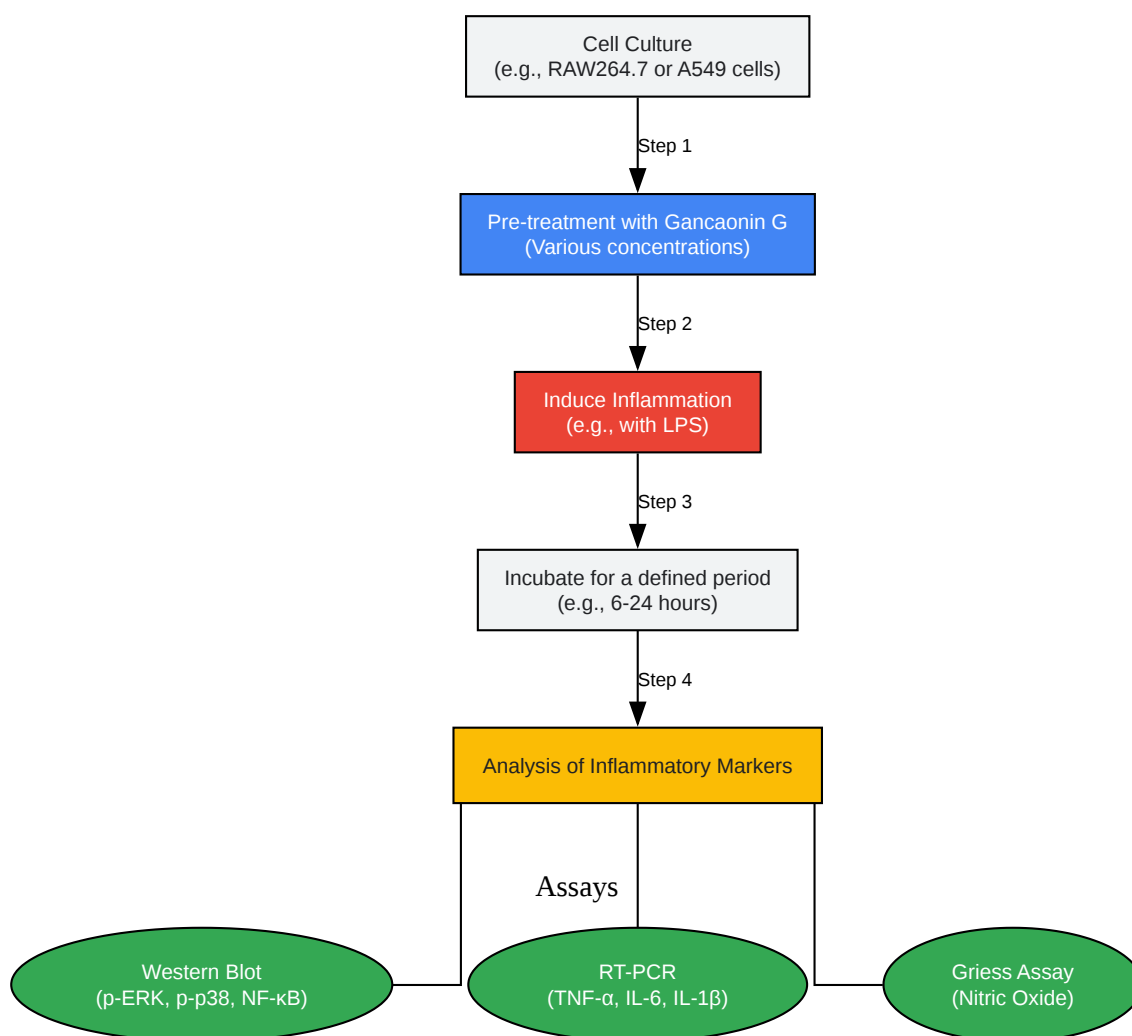 Cell Culture
(e.g., RAW264.7 or A549 cells)
Step 1
Pre-treatment with Gancaonin G
(Various concentrations)
Step 2
Induce Inflammation
(e.g., with LPS)
Step 3
Incubate for a defined period
(e.g., 6-24 hours)
Step 4
Analysis of Inflammatory Markers
Assays
Western Blot
(p-ERK, p-p38, NF-κB)
RT-PCR
(TNF-α, IL-6, IL-1β)
Griess Assay
(Nitric Oxide)